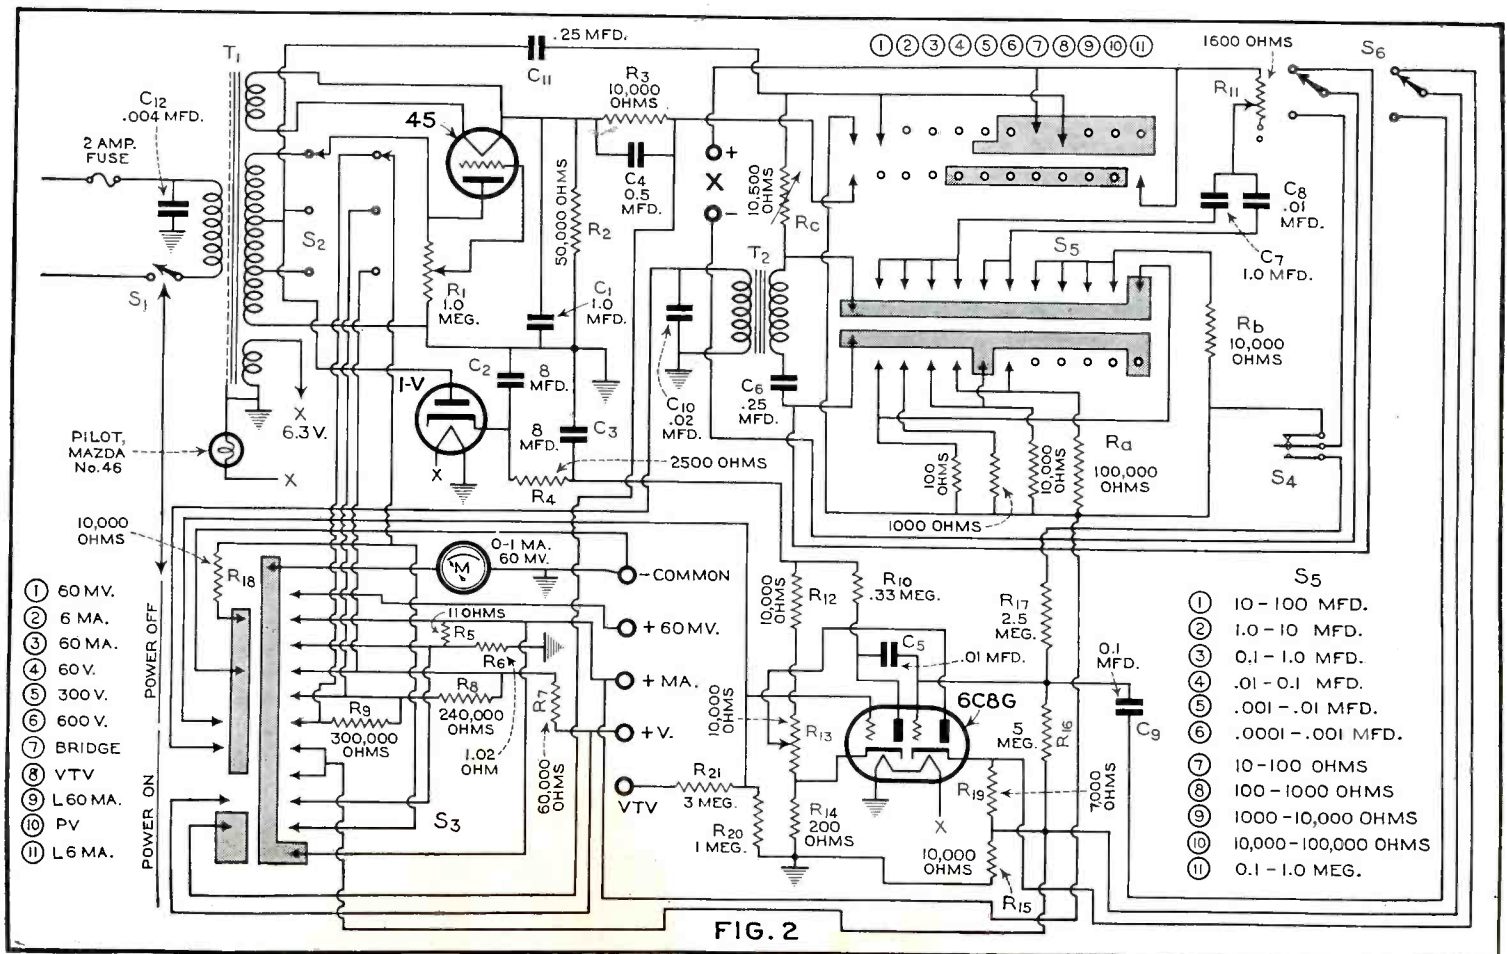 T1
C12
.004 MFD.
2 AMP.
FUSE
S1
S2
.25 MFD.
C11
45
R3
10,000
OHMS
C4
0.5
MFD.
50,000 OHMS
R2
R1
1.0
MEG.
C1
1.0
MFD.
C2
8
MFD.
1-V
8
MFD.
C3
2500 OHMS
R4
X
X
6.3 V.
X
PILOT,
MAZDA
No. 46
1 2 3 4 5 6 7 8 9 10 11
+
X
-
10,500
OHMS
Rc
T2
C10
.02
MFD.
C6
.25
MFD.
1600 OHMS
R11
S6
C8
.01
MFD.
C7
1.0 MFD.
S5
Rb
10,000
OHMS
Ra
100,000
OHMS
100
OHMS
10,000
OHMS
1000 OHMS
S4
10,000
OHMS
R18
M
0-1 MA.
60 MV.
- COMMON
+ 60 MV.
+ MA.
+ V.
VTV
11 OHMS
R5
R6
R7
R8
240,000
OHMS
R9
300,000
OHMS
1.02
OHM
60,000
OHMS
S3
POWER OFF
POWER ON
1 60 MV.
2 6 MA.
3 60 MA.
4 60 V.
5 300 V.
6 600 V.
7 BRIDGE
8 VTV
9 L60 MA.
10 PV
11 L6 MA.
10,000
OHMS
R12
R10
.33 MEG.
C5
.01 MFD.
R17
2.5
MEG.
0.1
MFD.
C9
6C8G
10,000
OHMS
R13
5
MEG.
R16
R21
3 MEG.
R20
1 MEG.
R14
200
OHMS
X
R19
7,000
OHMS
10,000
OHMS
R15
S5
1 10-100 MFD.
2 1.0-10 MFD.
3 0.1-1.0 MFD.
4 .01-0.1 MFD.
5 .001-.01 MFD.
6 .0001-.001 MFD.
7 10-100 OHMS
8 100-1000 OHMS
9 1000-10,000 OHMS
10 10,000-100,000 OHMS
11 0.1-1.0 MEG.
FIG. 2